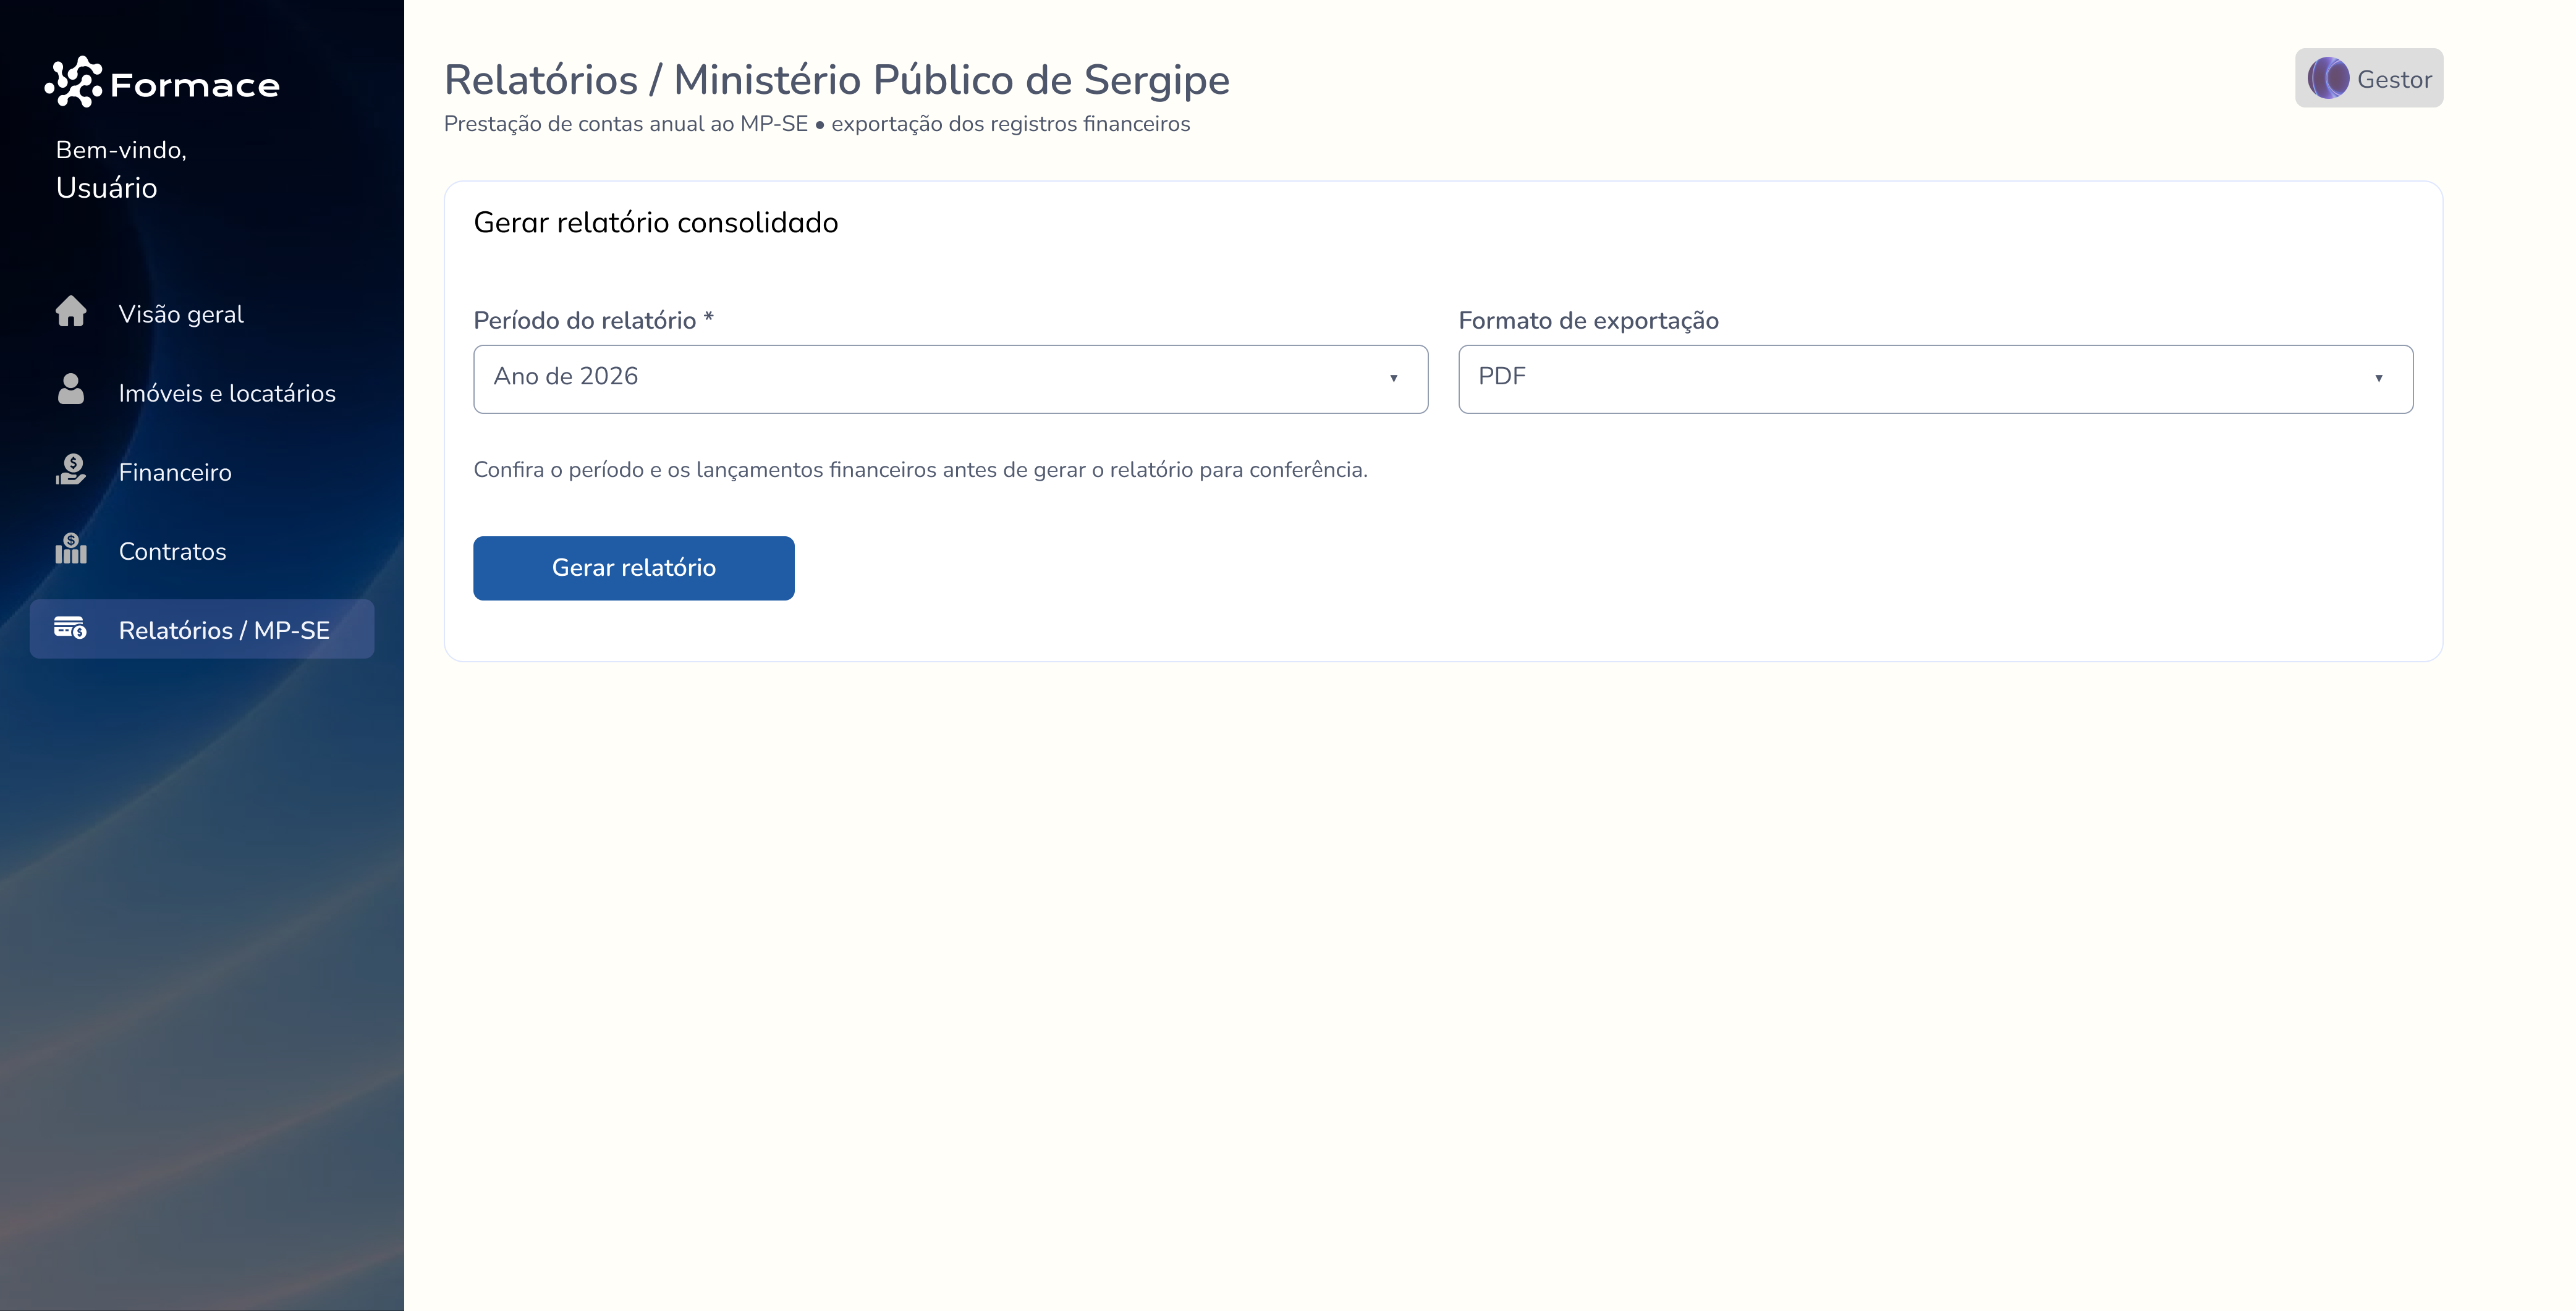 Formace
Bem-vindo,
Usuário
Visão geral
Imóveis e locatários
Financeiro
Contratos
Relatórios / MP-SE
Relatórios / Ministério Público de Sergipe
Prestação de contas anual ao MP-SE • exportação dos registros financeiros
Gestor
Gerar relatório consolidado
Período do relatório *
Formato de exportação
Ano de 2026
PDF
Confira o período e os lançamentos financeiros antes de gerar o relatório para conferência.
Gerar relatório